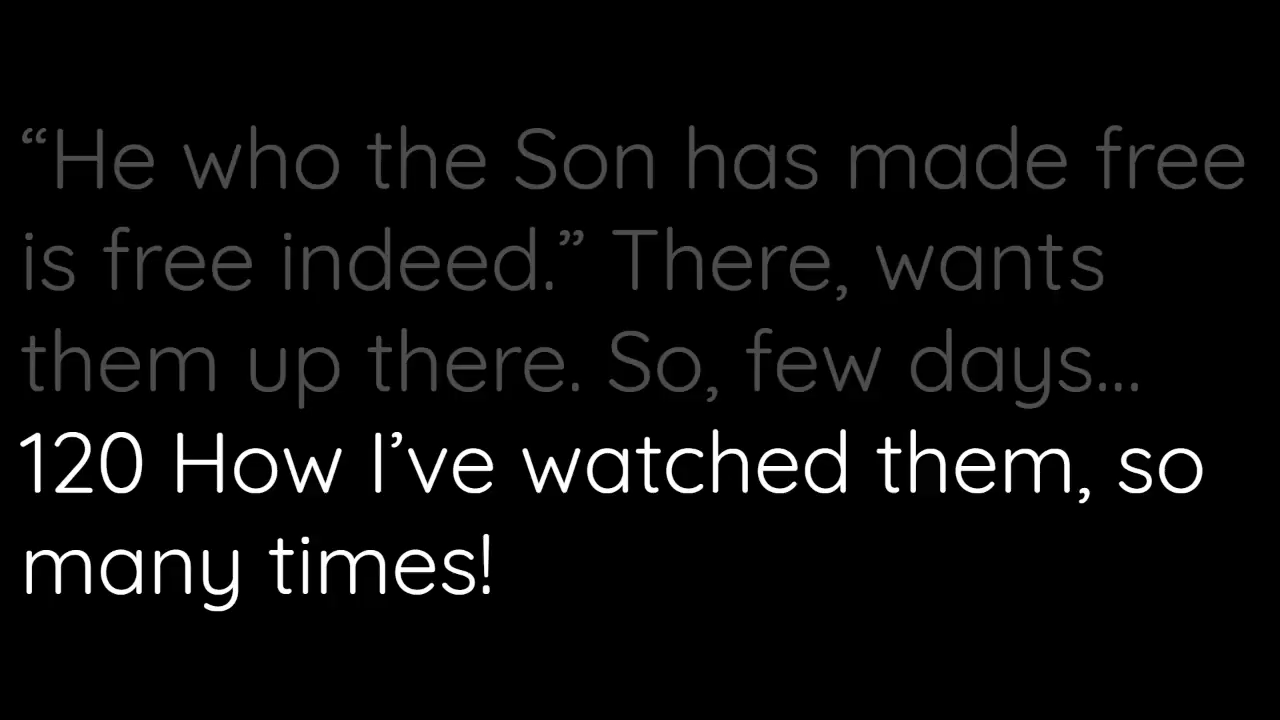 “He who the Son has made free
is free indeed.” There, wants
them up there. So, few days...
120 How I’ve watched them, so
many times!